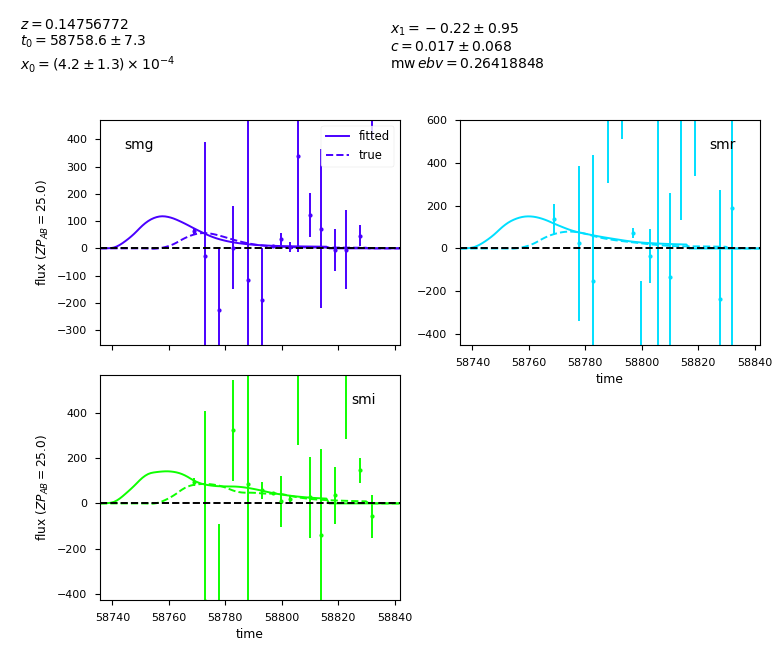 z = 0.14756772
t₀ = 58758.6 ± 7.3
x₀ = (4.2 ± 1.3) × 10⁻⁴
x₁ = −0.22 ± 0.95
c = 0.017 ± 0.068
mw ebv = 0.26418848
smg
fitted
true
400
300
200
100
0
−100
−200
−300
flux (ZP_AB = 25.0)
smr
600
400
200
0
−200
−400
58740 58760 58780 58800 58820 58840
time
smi
400
200
0
−200
−400
flux (ZP_AB = 25.0)
58740 58760 58780 58800 58820 58840
time